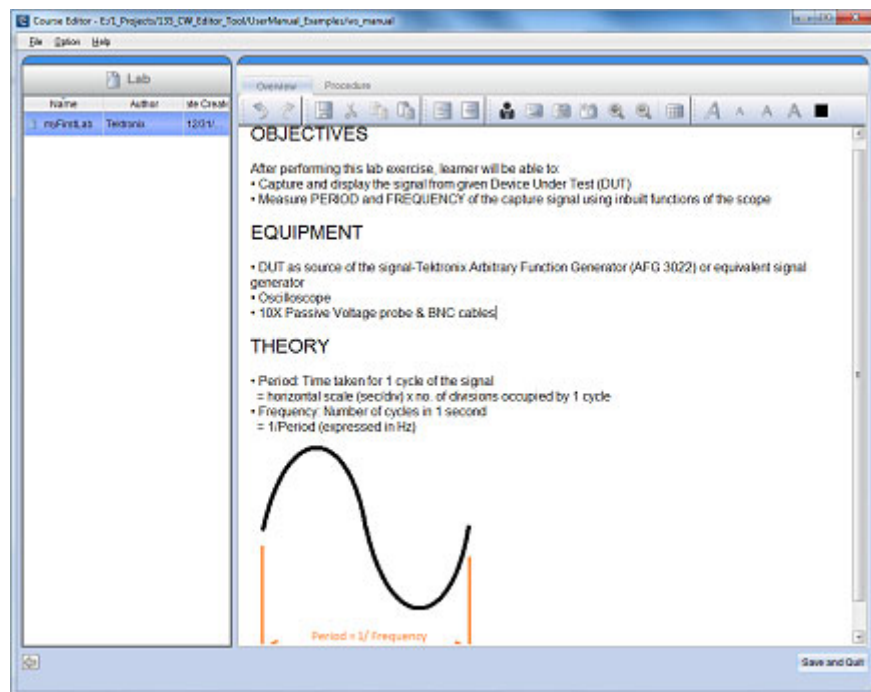 Course Editor - E:/1_Projects/135_CW_Editor_Tool/UserManual_Examples/ws_manual
File Option Help
Lab
Overview Procedure
Name Author
myFirstLab Tektronix 12/31/...
OBJECTIVES
After performing this lab exercise, learner will be able to:
• Capture and display the signal from given Device Under Test (DUT)
• Measure PERIOD and FREQUENCY of the capture signal using inbuilt functions of the scope
EQUIPMENT
• DUT as source of the signal-Tektronix Arbitrary Function Generator (AFG 3022) or equivalent signal
generator
• Oscilloscope
• 10X Passive Voltage probe & BNC cables
THEORY
• Period: Time taken for 1 cycle of the signal
= horizontal scale (sec/div) x no. of divisions occupied by 1 cycle
• Frequency: Number of cycles in 1 second
= 1/Period (expressed in Hz)
Period = 1/ Frequency
Save and Quit